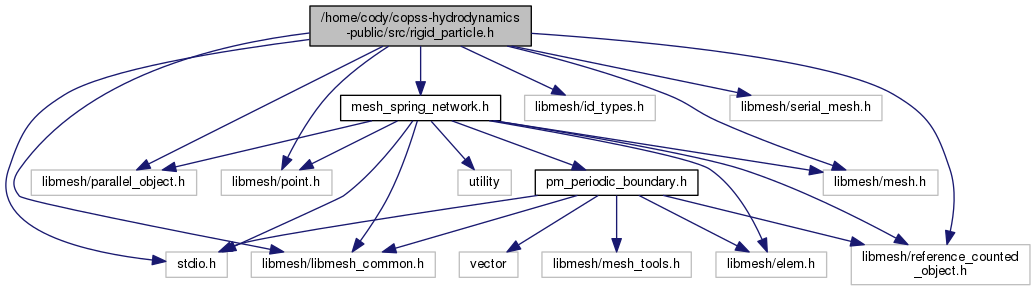 /home/cody/copss-hydrodynamics
-public/src/rigid_particle.h
mesh_spring_network.h
libmesh/id_types.h
libmesh/serial_mesh.h
libmesh/parallel_object.h
libmesh/point.h
utility
pm_periodic_boundary.h
libmesh/mesh.h
stdio.h
libmesh/libmesh_common.h
vector
libmesh/mesh_tools.h
libmesh/elem.h
libmesh/reference_counted
_object.h